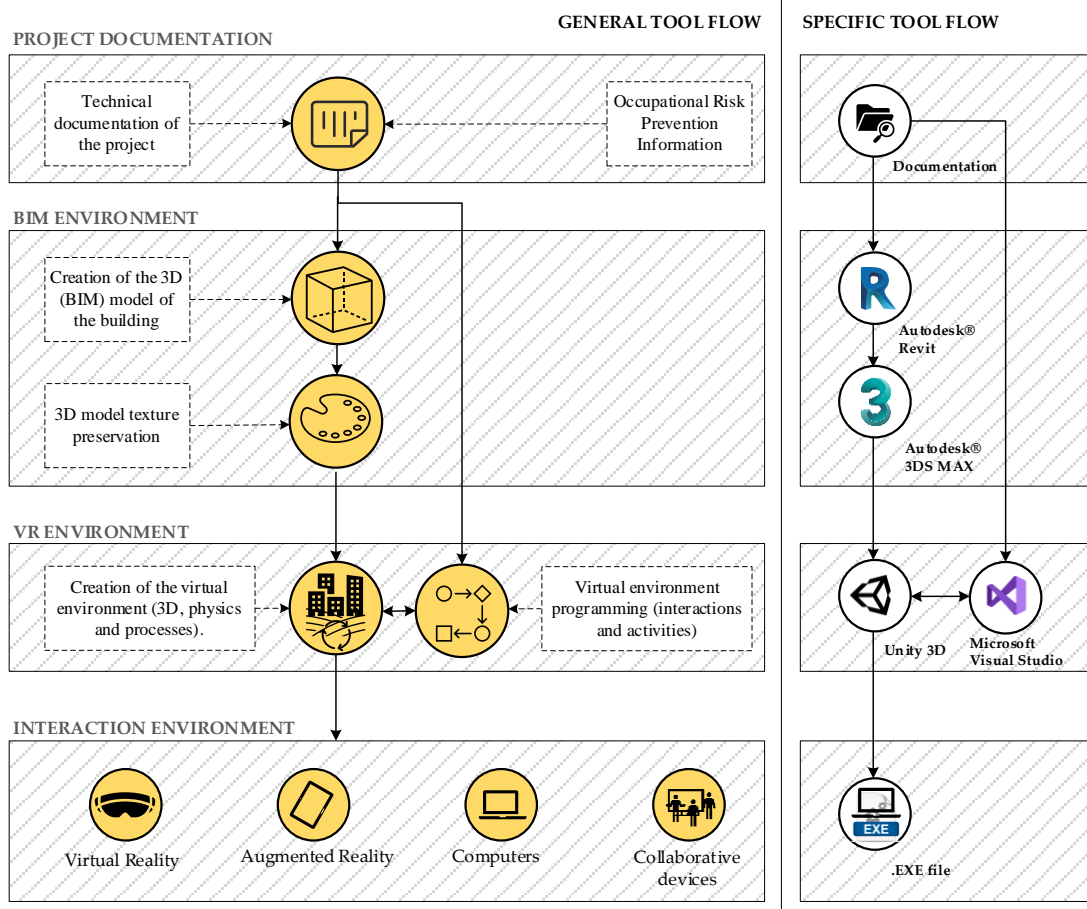 GENERAL TOOL FLOW
SPECIFIC TOOL FLOW
PROJECT DOCUMENTATION
Technical
documentation of
the project
Occupational Risk
Prevention
Information
Documentation
BIM ENVIRONMENT
Creation of the 3D
(BIM) model of
the building
R
Autodesk®
Revit
3D model texture
preservation
3
Autodesk®
3DS MAX
VR ENVIRONMENT
Creation of the virtual
environment (3D, physics
and processes).
Virtual environment
programming (interactions
and activities)
Unity 3D
Microsoft
Visual Studio
INTERACTION ENVIRONMENT
Virtual Reality
Augmented Reality
Computers
Collaborative
devices
EXE
.EXE file